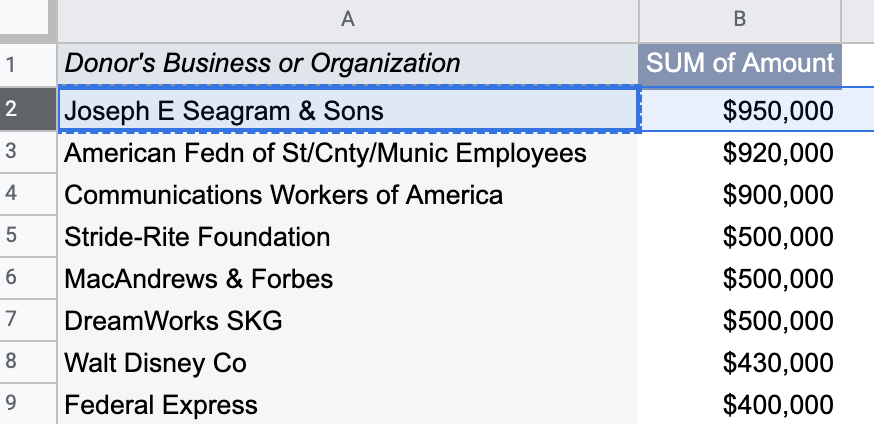 A B
1 Donor's Business or Organization SUM of Amount
2 Joseph E Seagram & Sons $950,000
3 American Fedn of St/Cnty/Munic Employees $920,000
4 Communications Workers of America $900,000
5 Stride-Rite Foundation $500,000
6 MacAndrews & Forbes $500,000
7 DreamWorks SKG $500,000
8 Walt Disney Co $430,000
9 Federal Express $400,000